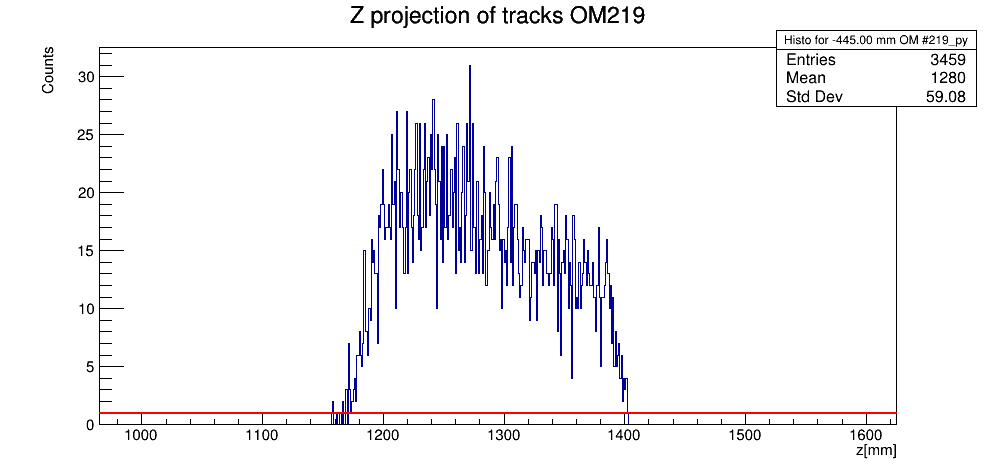 Z projection of tracks OM219
Histo for -445.00 mm OM #219_py
Entries 3459
Mean 1280
Std Dev 59.08
Counts
30
25
20
15
10
5
0
1000 1100 1200 1300 1400 1500 1600
z[mm]